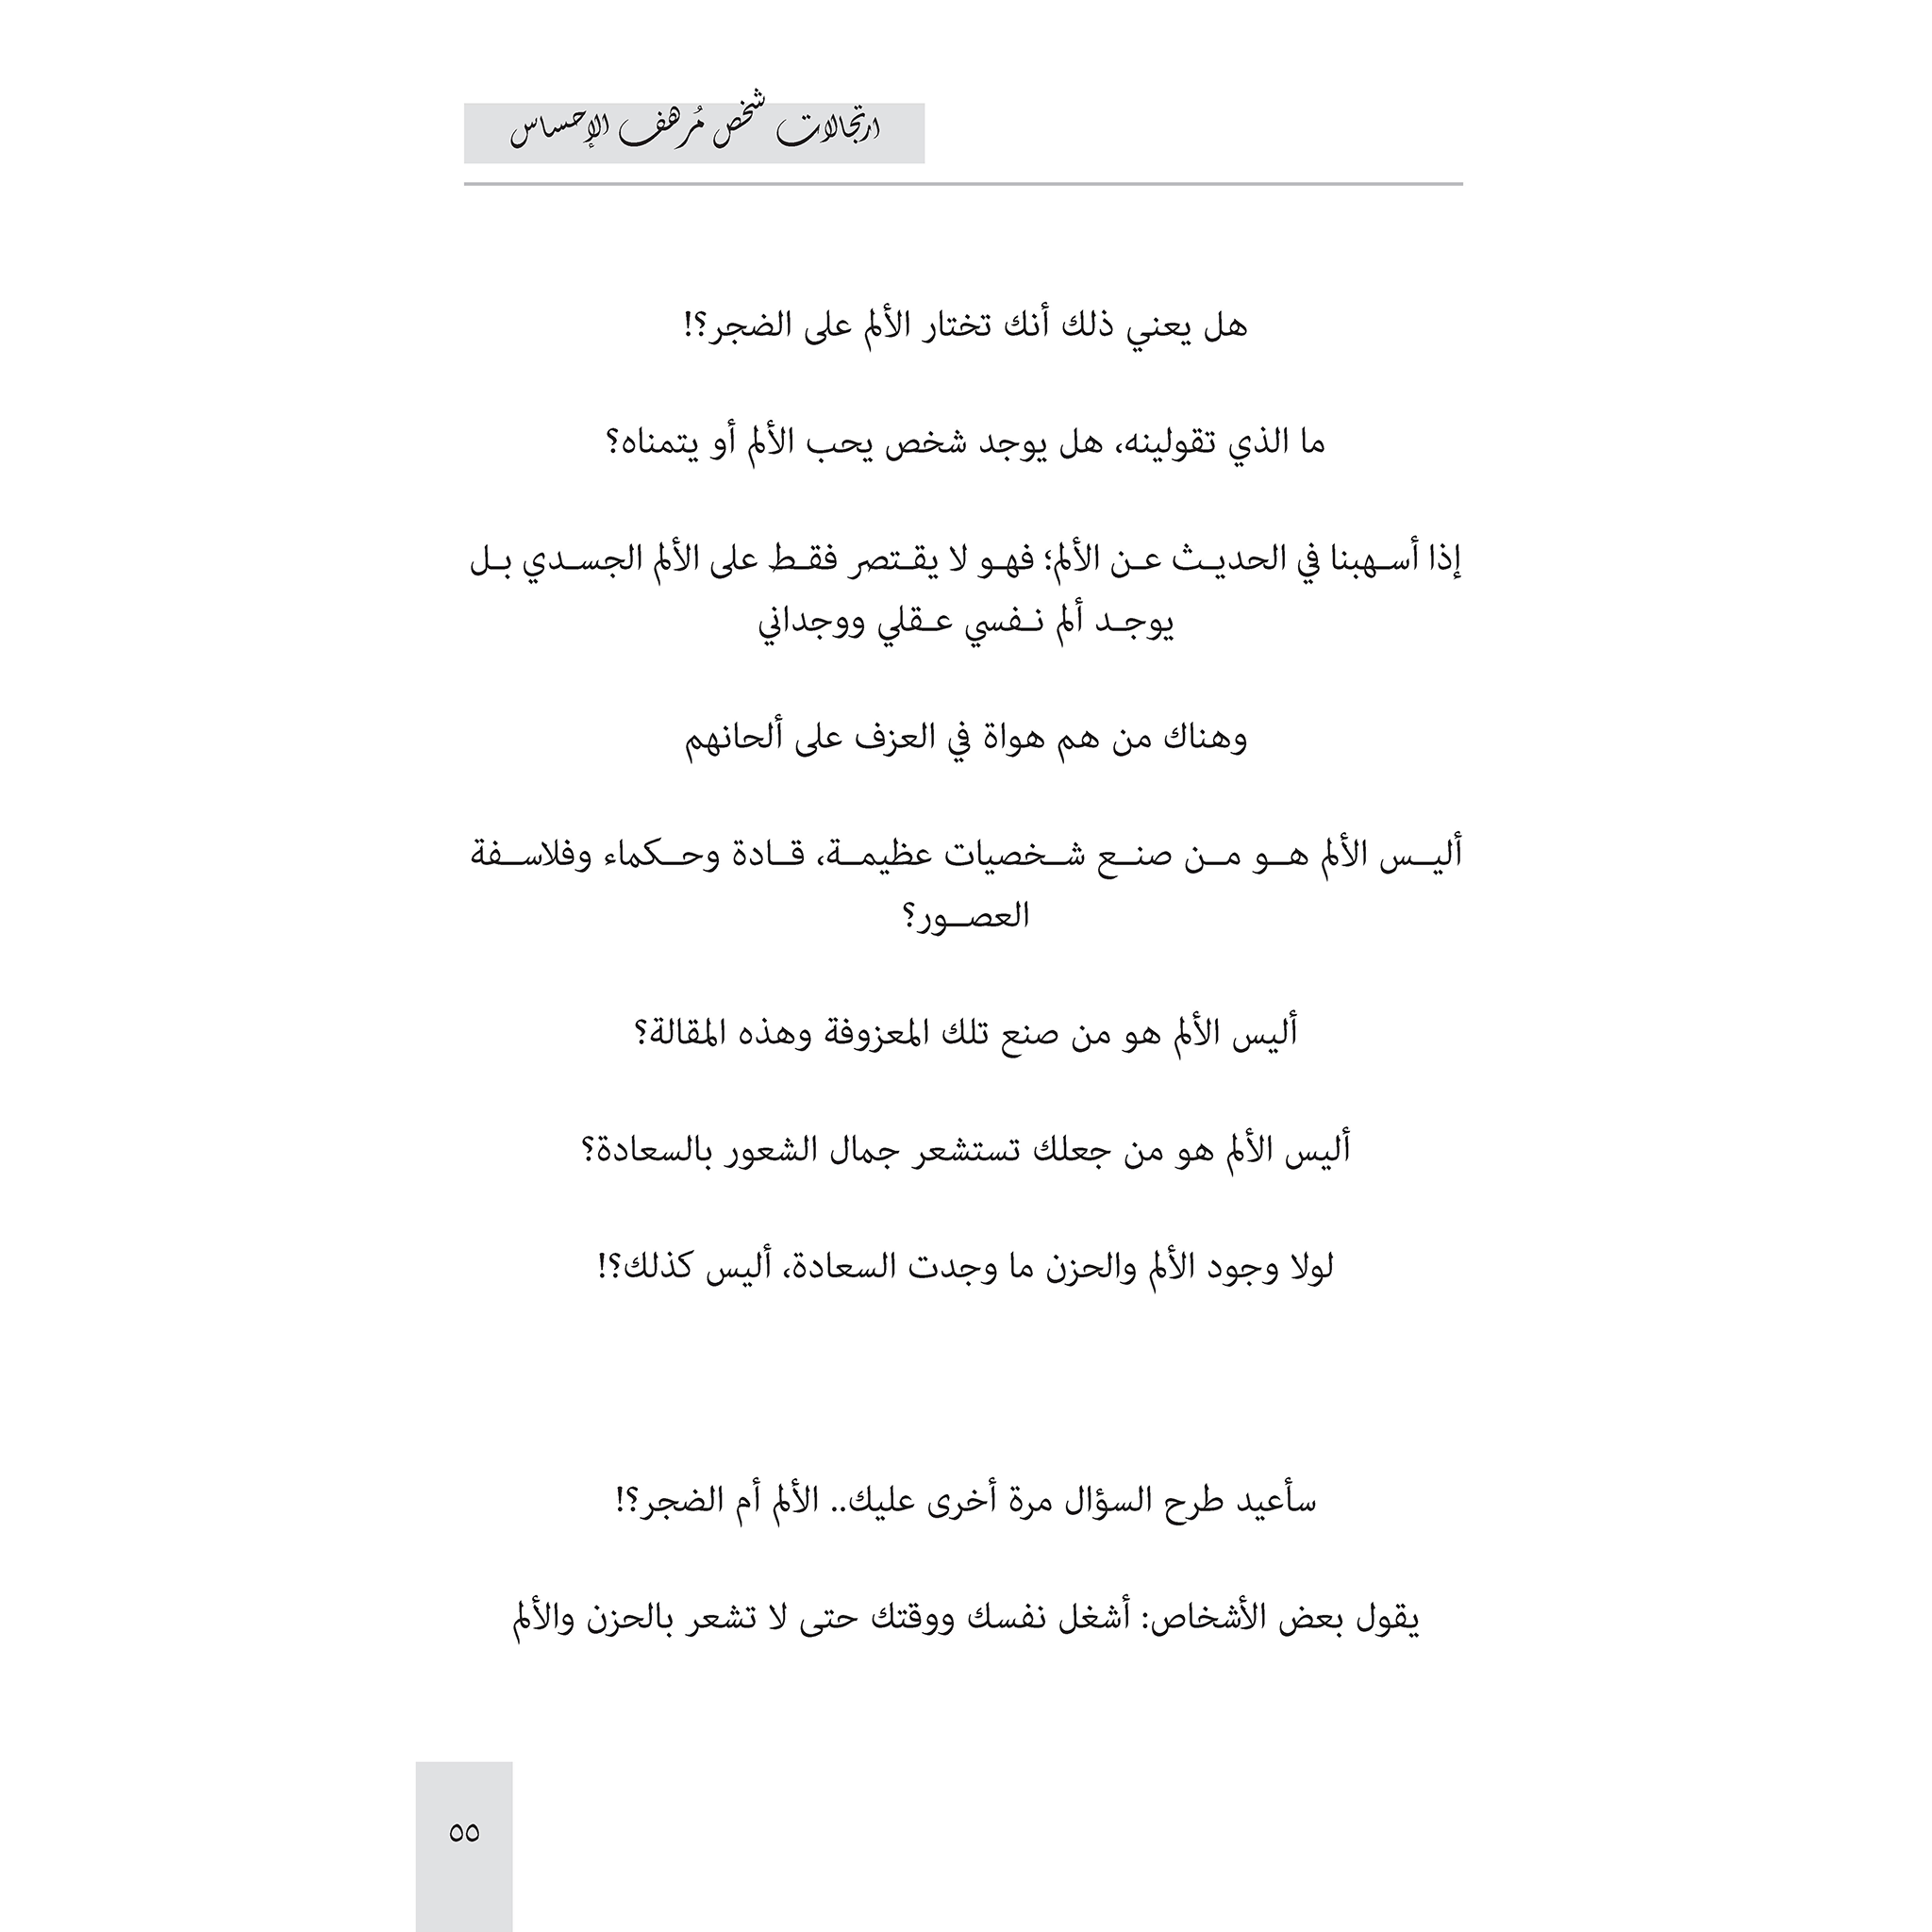 ارتجالات شخص مُرهف الإحساس
هل يعني ذلك أنك تختار الألم على الضجر؟!
ما الذي تقولينه، هل يوجد شخص يحب الألم أو يتمناه؟
إذا أسهبنا في الحديث عن الألم؛ فهو لا يقتصر فقط على الألم الجسدي بل
يوجد ألم نفسي عقلي ووجداني
وهناك من هم هواة في العزف على ألحانهم
أليس الألم هو من صنع شخصيات عظيمة، قادة وحكماء وفلاسفة
العصور؟
أليس الألم هو من صنع تلك المعزوفة وهذه المقالة؟
أليس الألم هو من جعلك تستشعر جمال الشعور بالسعادة؟
لولا وجود الألم والحزن ما وجدت السعادة، أليس كذلك؟!
سأعيد طرح السؤال مرة أخرى عليك.. الألم أم الضجر؟!
يقول بعض الأشخاص: أشغل نفسك ووقتك حتى لا تشعر بالحزن والألم
٥٥